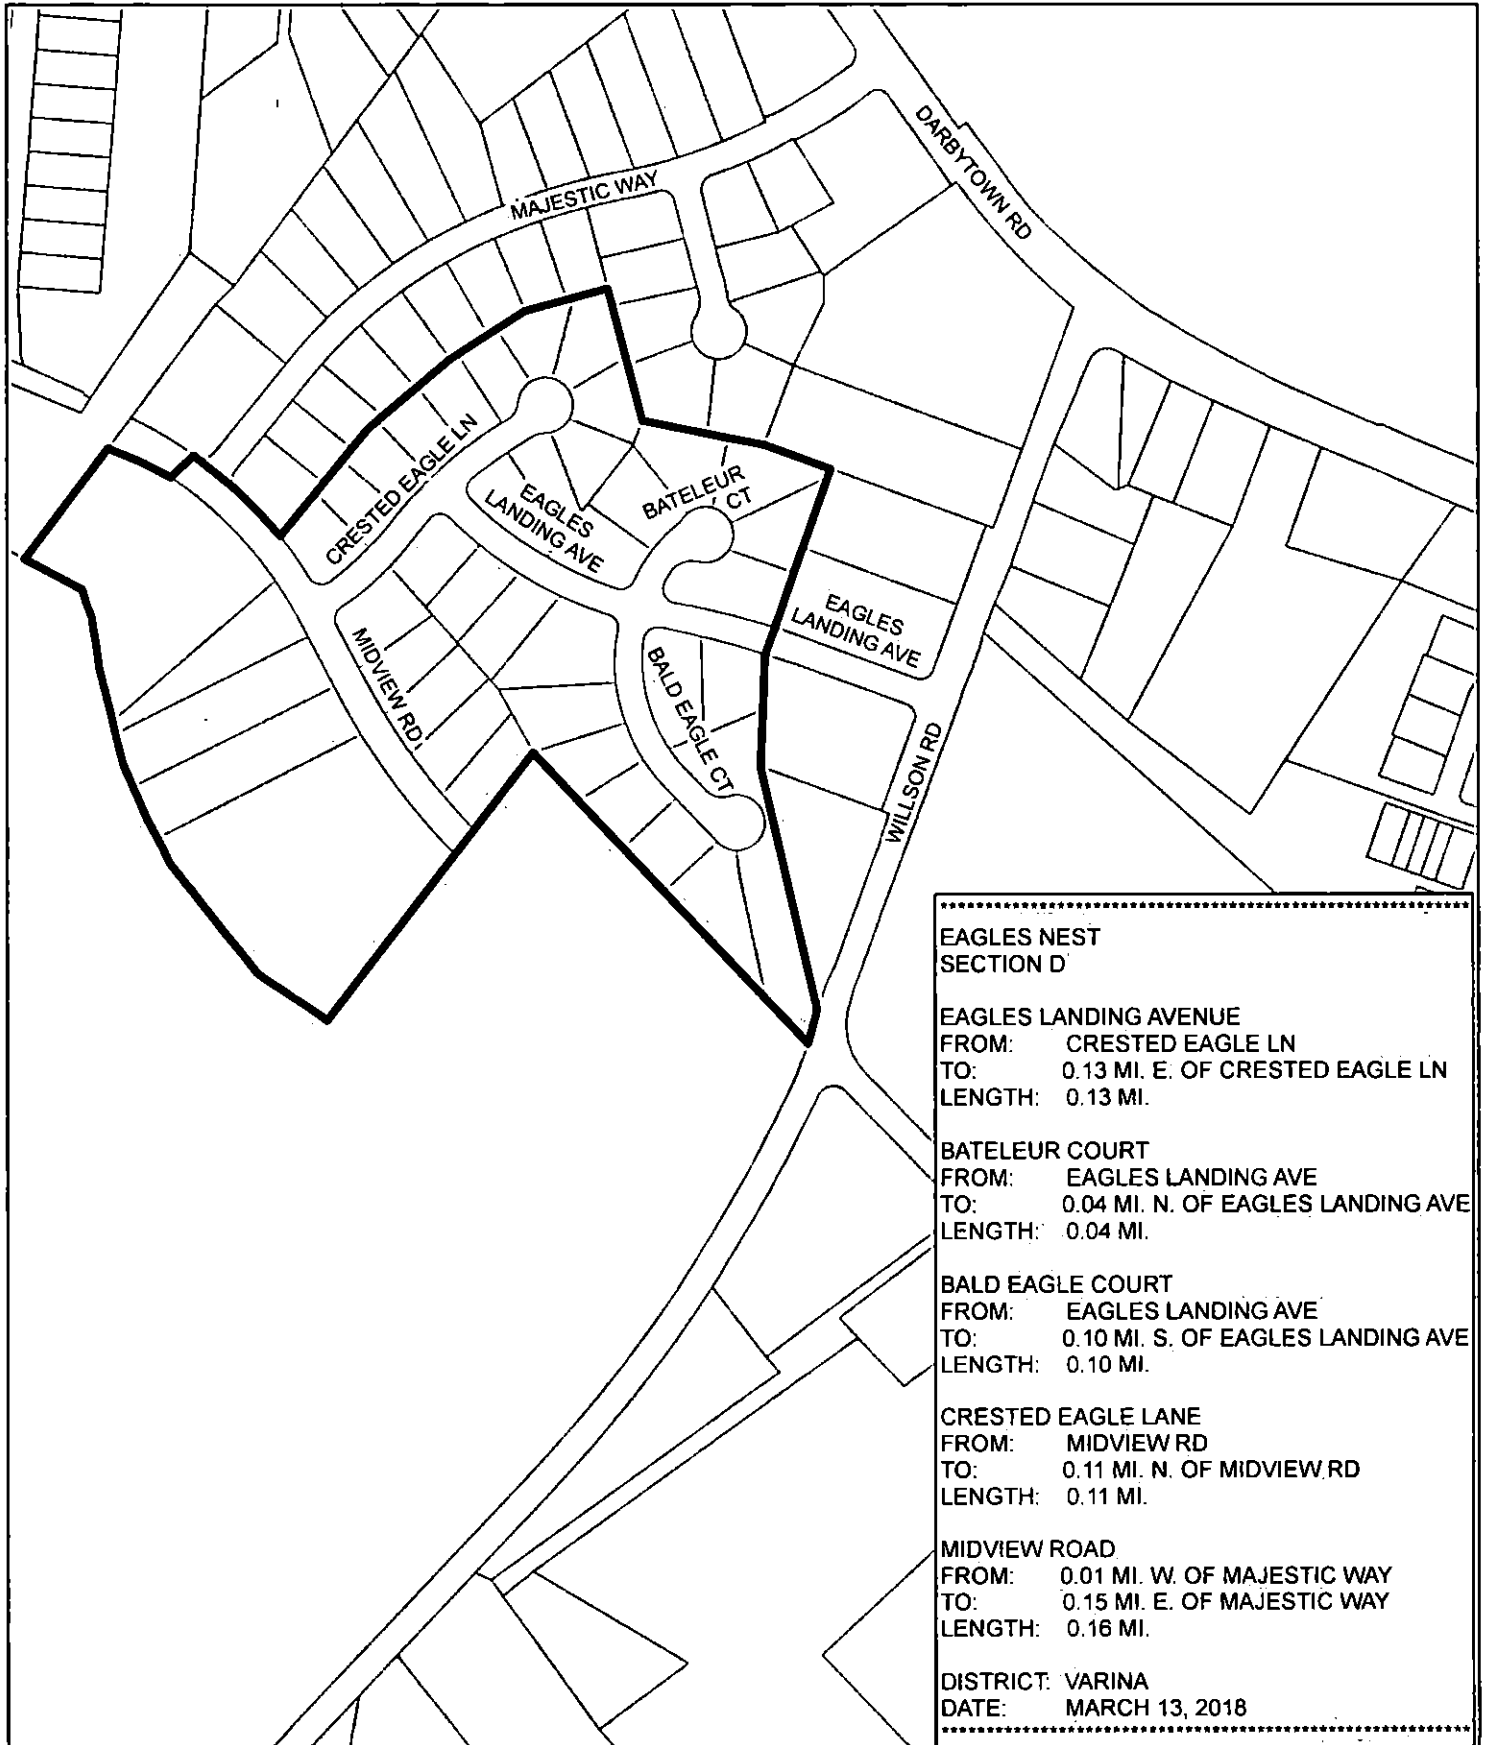 DARBYTOWN RD
MAJESTIC WAY
CRESTED EAGLE LN
EAGLES
LANDING AVE
BATELEUR
CT
EAGLES
LANDING AVE
MIDVIEW RD
BALD EAGLE CT
WILLSON RD
EAGLES NEST
SECTION D
EAGLES LANDING AVENUE
FROM: CRESTED EAGLE LN
TO: 0.13 MI. E. OF CRESTED EAGLE LN
LENGTH: 0.13 MI.
BATELEUR COURT
FROM: EAGLES LANDING AVE
TO: 0.04 MI. N. OF EAGLES LANDING AVE
LENGTH: 0.04 MI.
BALD EAGLE COURT
FROM: EAGLES LANDING AVE
TO: 0.10 MI. S. OF EAGLES LANDING AVE
LENGTH: 0.10 MI.
CRESTED EAGLE LANE
FROM: MIDVIEW RD
TO: 0.11 MI. N. OF MIDVIEW RD
LENGTH: 0.11 MI.
MIDVIEW ROAD
FROM: 0.01 MI. W. OF MAJESTIC WAY
TO: 0.15 MI. E. OF MAJESTIC WAY
LENGTH: 0.16 MI.
DISTRICT: VARINA
DATE: MARCH 13, 2018